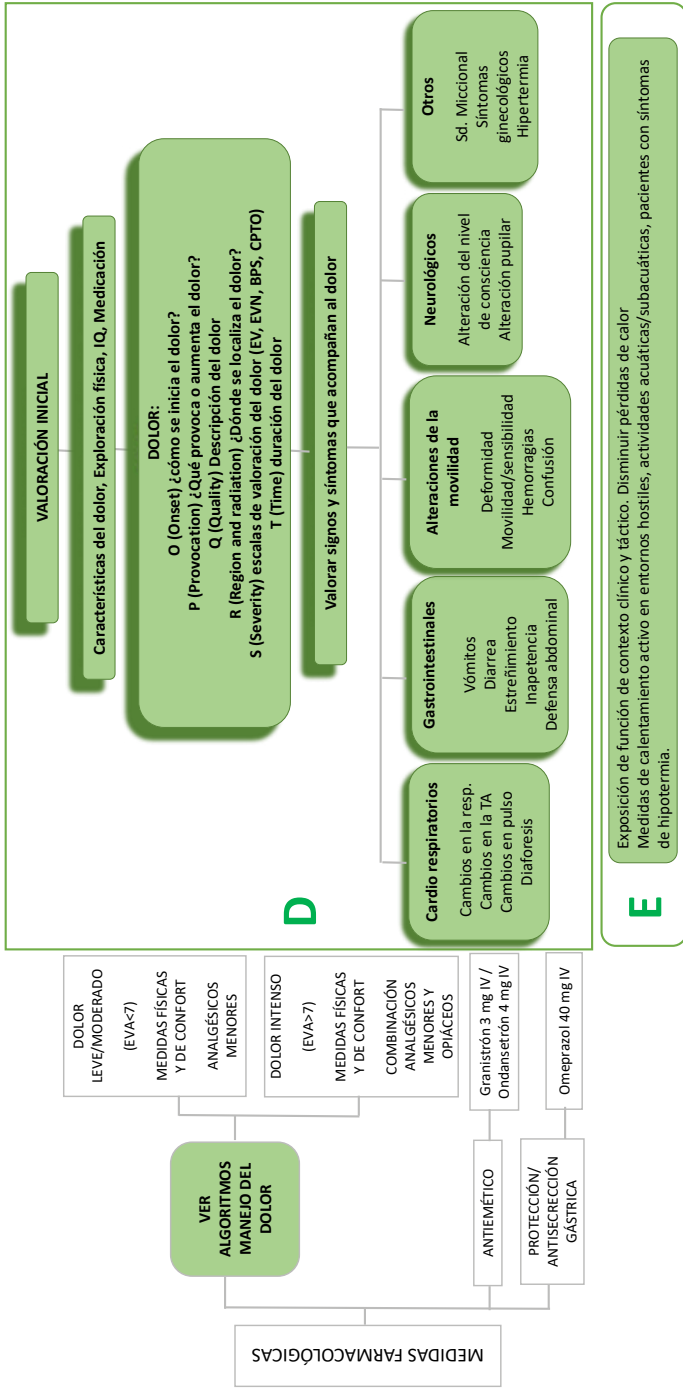 VALORACIÓN INICIAL
Características del dolor, Exploración física, IQ, Medicación
DOLOR:
O (Onset) ¿cómo se inicia el dolor?
P (Provocation) ¿Qué provoca o aumenta el dolor?
Q (Quality) Descripción del dolor
R (Region and radiation) ¿Dónde se localiza el dolor?
S (Severity) escalas de valoración del dolor (EV, EVN, BPS, CPTO)
T (Time) duración del dolor
Valorar signos y síntomas que acompañan al dolor
D
Cardio respiratorios
Cambios en la resp.
Cambios en la TA
Cambios en pulso
Diaforesis
Gastrointestinales
Vómitos
Diarrea
Estreñimiento
Inapetencia
Defensa abdominal
Alteraciones de la
movilidad
Deformidad
Movilidad/sensibilidad
Hemorragias
Confusión
Neurológicos
Alteración del nivel
de consciencia
Alteración pupilar
Otros
Sd. Miccional
Síntomas
ginecológicos
Hipertermia
E
Exposición de función de contexto clínico y táctico. Disminuir pérdidas de calor
Medidas de calentamiento activo en entornos hostiles, actividades acuáticas/subacuáticas, pacientes con síntomas
de hipotermia.
MEDIDAS FARMACOLÓGICAS
VER
ALGORITMOS
MANEJO DEL
DOLOR
DOLOR
LEVE/MODERADO
(EVA<7)
MEDIDAS FÍSICAS
Y DE CONFORT
ANALGÉSICOS
MENORES
DOLOR INTENSO
(EVA>7)
MEDIDAS FÍSICAS
Y DE CONFORT
COMBINACIÓN
ANALGÉSICOS
MENORES Y
OPIÁCEOS
ANTIEMÉTICO
Granistrón 3 mg IV /
Ondansetrón 4 mg IV
PROTECCIÓN/
ANTISECRECCIÓN
GÁSTRICA
Omeprazol 40 mg IV